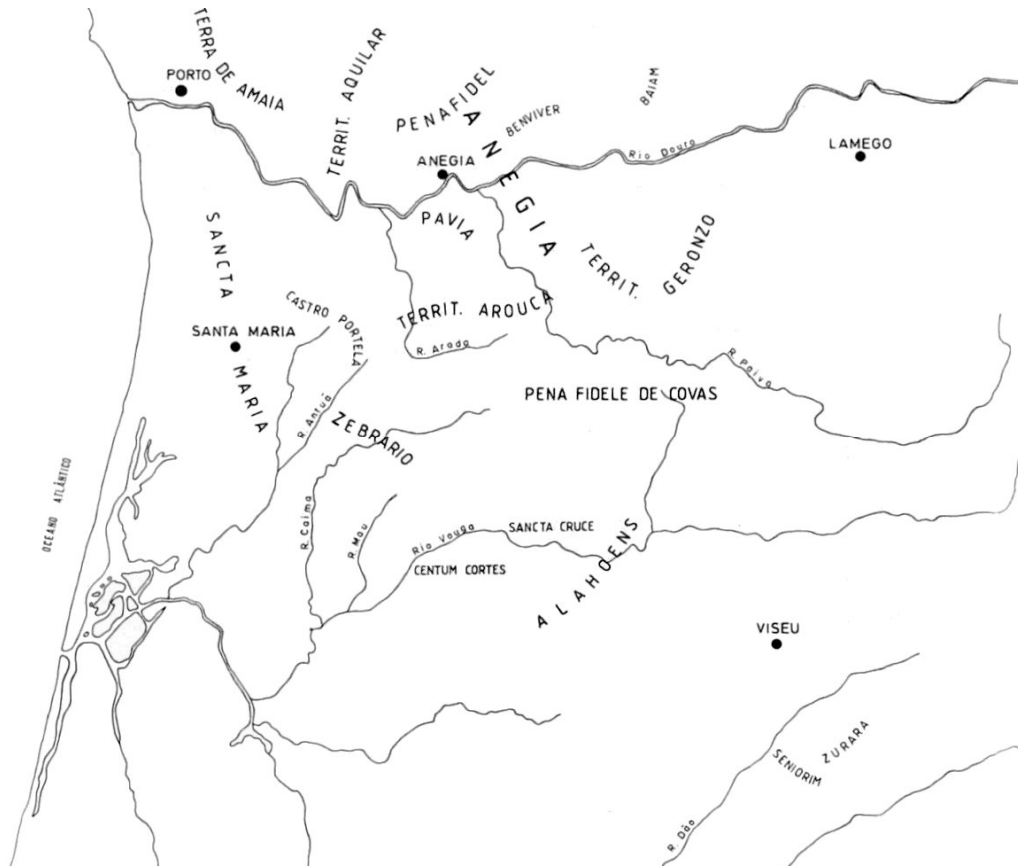 TERRA DE AMAIA
PORTO
TERRIT. AQUILAR
PENAFIDEL
ANEGIA
BENVIVER
BAIAM
Rio Douro
LAMEGO
ANEGIA
PAVIA
TERRIT. GERONZO
SANCTA MARIA
CASTRO PORTELA
TERRIT. AROUCA
SANTA MARIA
R. Arada
R. Paiva
PENA FIDELE DE COVAS
R. Antuã
ZEBRARIO
OCEANO ATLÂNTICO
R. Caima
R. Mau
Rio Vouga
SANCTA CRUCE
CENTUM CORTES
ALAHOENS
VISEU
SENIORIM
ZURARA
R. Dão